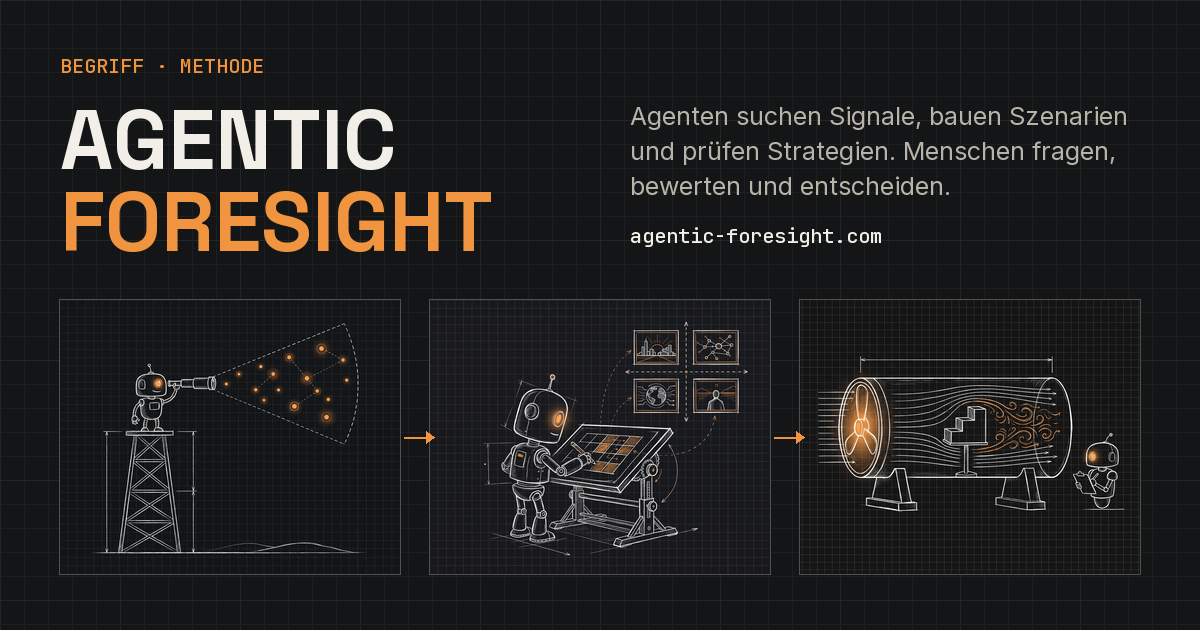 BEGRIFF · METHODE
AGENTIC
FORESIGHT
Agenten suchen Signale, bauen Szenarien
und prüfen Strategien. Menschen fragen,
bewerten und entscheiden.
agentic-foresight.com